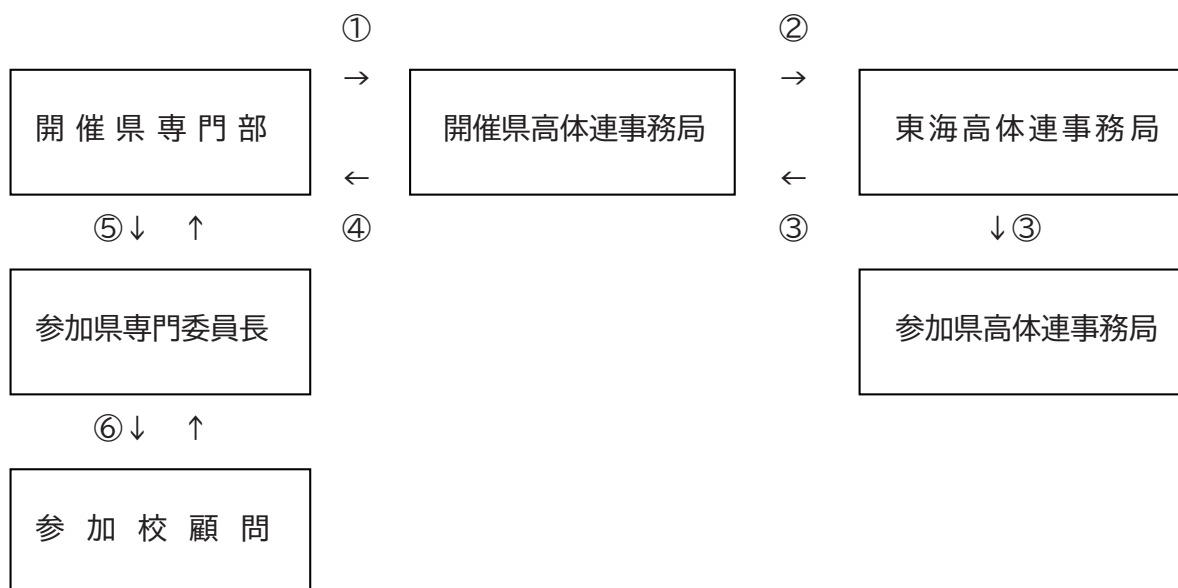 ① ②
→ →
開催県専門部 開催県高体連事務局 東海高体連事務局
← ←
⑤↓ ↑ ④ ③ ↓③
参加県専門委員長 参加県高体連事務局
⑥↓ ↑
参加校顧問